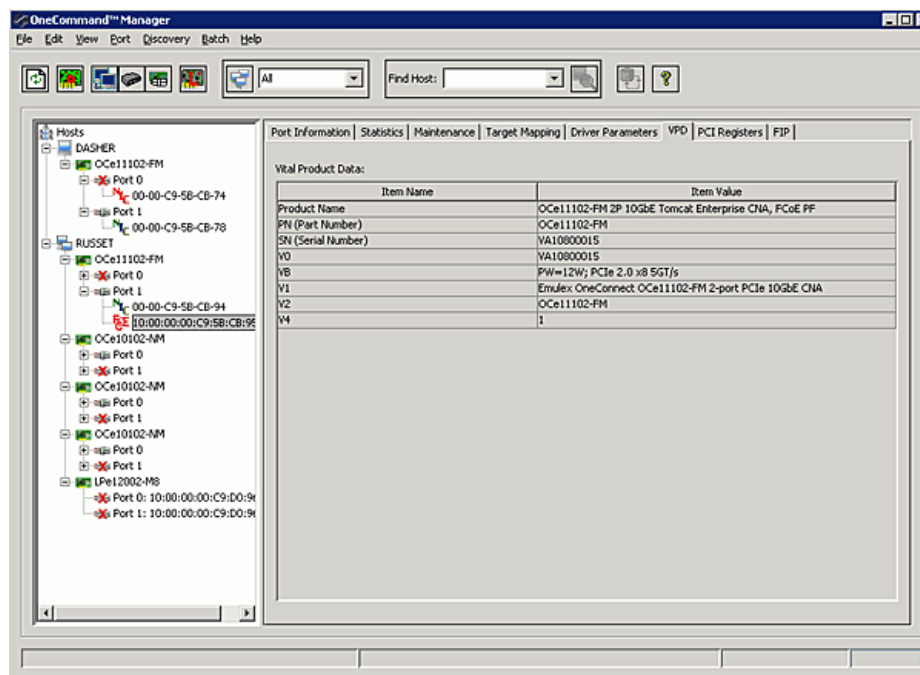 OneCommand™ Manager
File Edit View Port Discovery Batch Help
All
Find Host:
Hosts
DASHER
OCe11102-FM
Port 0
NIC 00-00-C9-5B-CB-74
Port 1
NIC 00-00-C9-5B-CB-78
RUSSET
OCe11102-FM
Port 0
Port 1
NIC 00-00-C9-5B-CB-94
FCoE 10:00:00:00:C9:5B:CB:95
OCe10102-NM
Port 0
Port 1
OCe10102-NM
Port 0
Port 1
OCe10102-NM
Port 0
Port 1
LPe12002-M8
Port 0: 10:00:00:00:C9:D0:9
Port 1: 10:00:00:00:C9:D0:9
Port Information Statistics Maintenance Target Mapping Driver Parameters VPD PCI Registers FIP
Vital Product Data:
Item Name Item Value
Product Name OCe11102-FM 2P 10GbE Tomcat Enterprise CNA, FCoE PF
PN (Part Number) OCe11102-FM
SN (Serial Number) VA10800015
V0 VA10800015
VB PW=12W; PCIe 2.0 x8 5GT/s
V1 Emulex OneConnect OCe11102-FM 2-port PCIe 10GbE CNA
V2 OCe11102-FM
V4 1